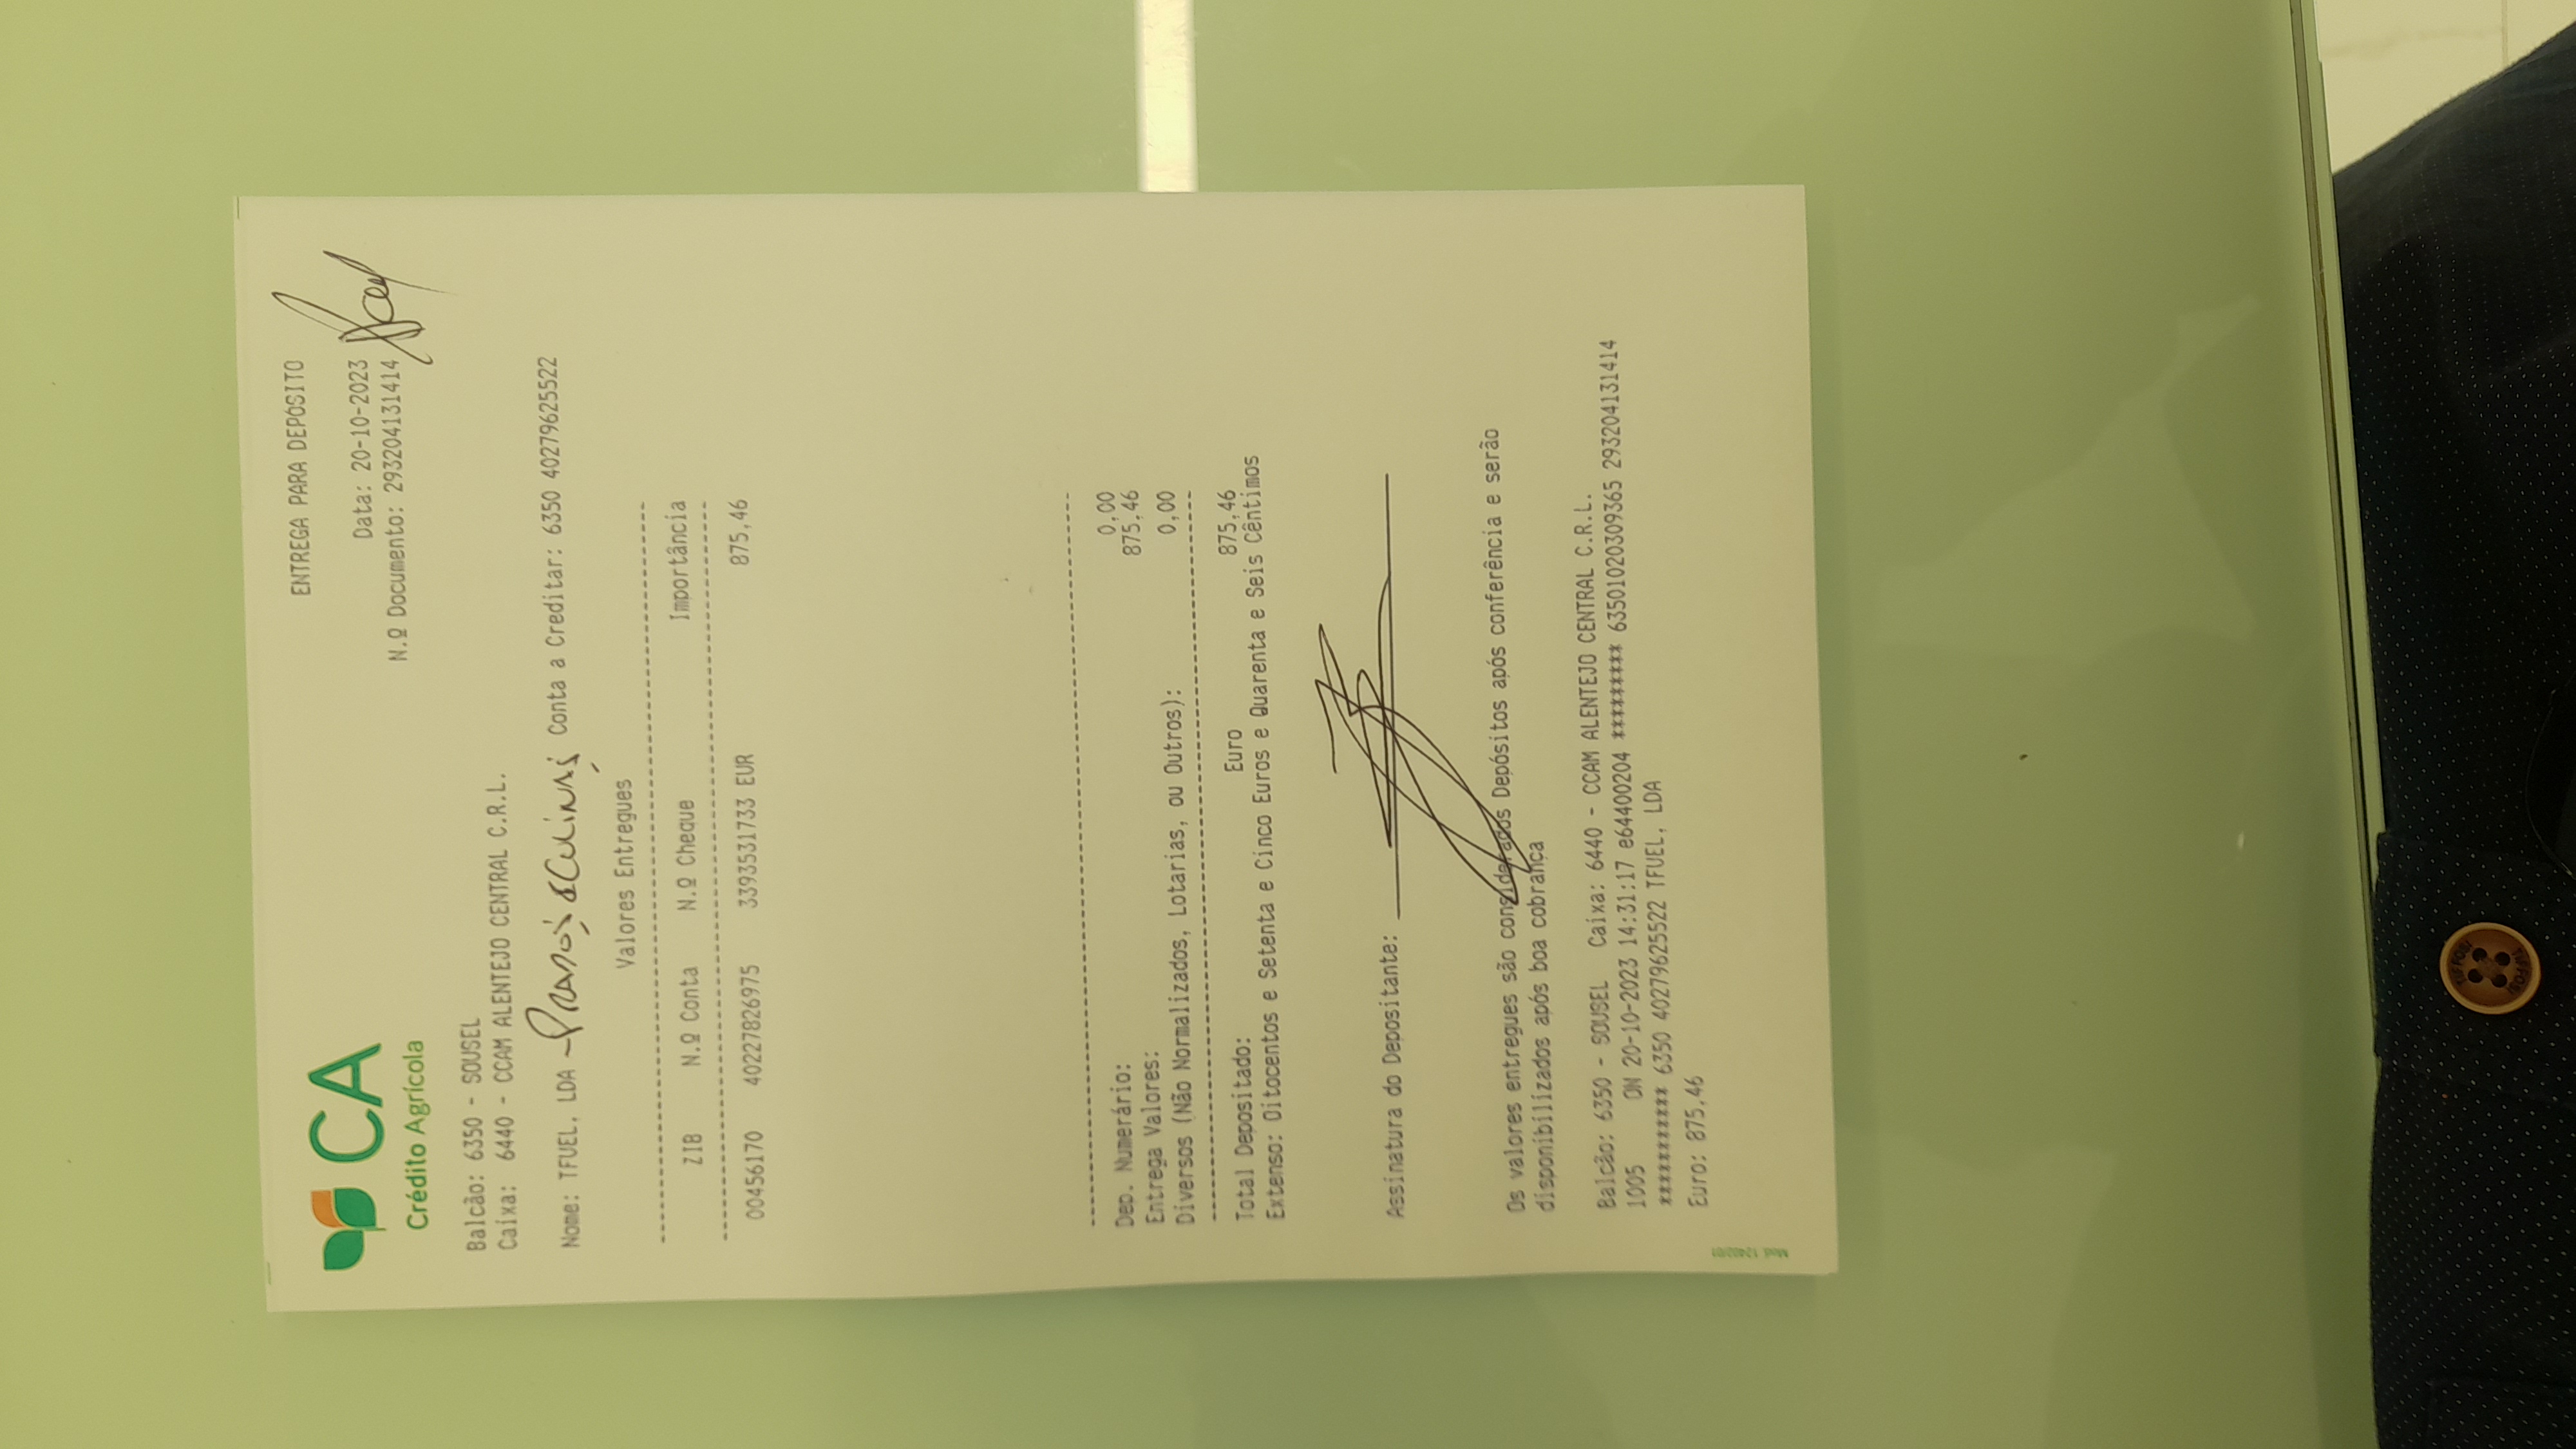 CA
Crédito Agrícola
ENTREGA PARA DEPÓSITO
Data: 20-10-2023
N.º Documento: 293204131414
Balcão: 6350 - SOUSEL
Caixa: 6440 - CCAM ALENTEJO CENTRAL C.R.L.
Nome: TFUEL, LDA - Conta a Creditar: 6350 40279625522
Valores Entregues
ZIB N.º Conta N.º Cheque Importância
00456170 40227826975 3393531733 EUR 875,46
Dep. Numerário: 0,00
Entrega Valores: 875,46
Diversos (Não Normalizados, Lotarias, ou Outros): 0,00
Total Depositado: Euro 875,46
Extenso: Oitocentos e Setenta e Cinco Euros e Quarenta e Seis Cêntimos
Assinatura do Depositante:
Os valores entregues são considerados Depósitos após conferência e serão
disponibilizados após boa cobrança
Balcão: 6350 - SOUSEL Caixa: 6440 - CCAM ALENTEJO CENTRAL C.R.L.
1005 ON 20-10-2023 14:31:17 e64400204 ********* 635010203093​65 293204131414
*********** 6350 40279625522 TFUEL, LDA
Euro: 875,46